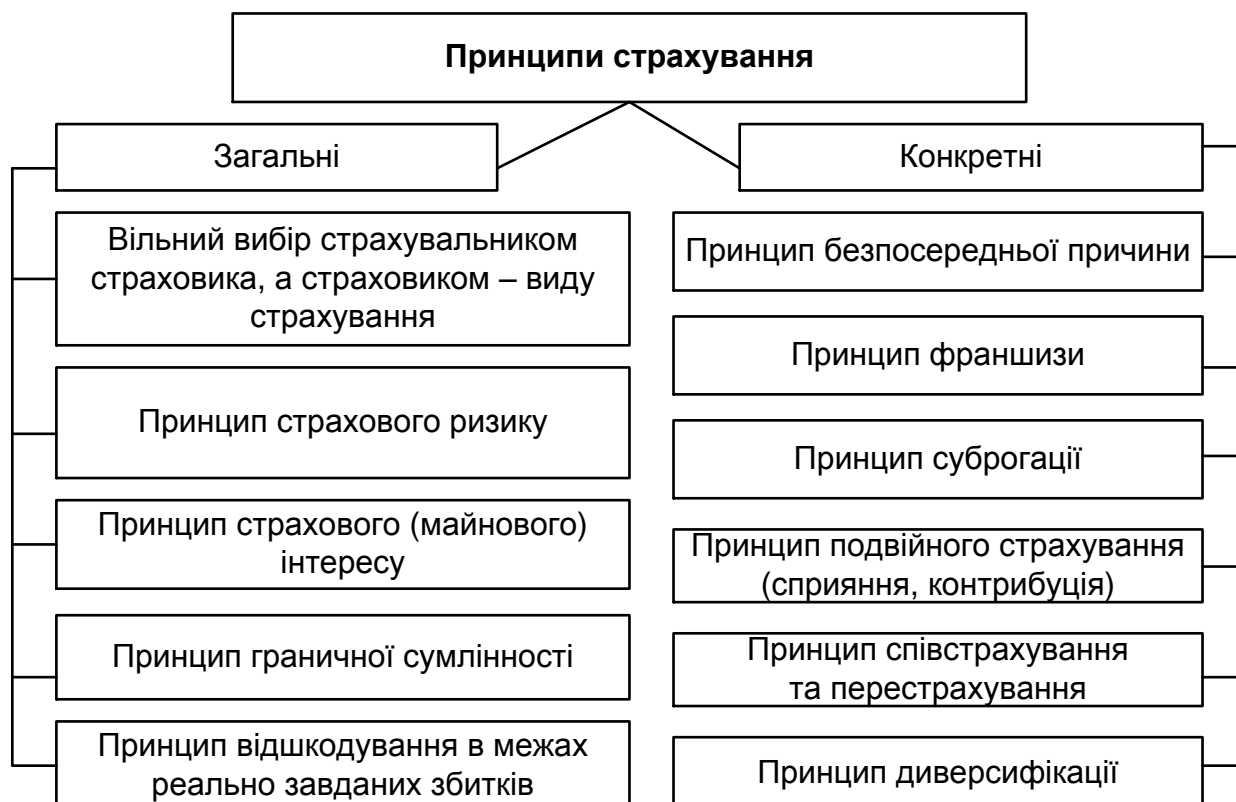 Принципи страхування
Загальні
Вільний вибір страхувальником
страховика, а страховиком – виду
страхування
Принцип страхового ризику
Принцип страхового (майнового)
інтересу
Принцип граничної сумлінності
Принцип відшкодування в межах
реально завданих збитків
Конкретні
Принцип безпосередньої причини
Принцип франшизи
Принцип суброгації
Принцип подвійного страхування
(сприяння, контрибуція)
Принцип співстрахування
та перестрахування
Принцип диверсифікації